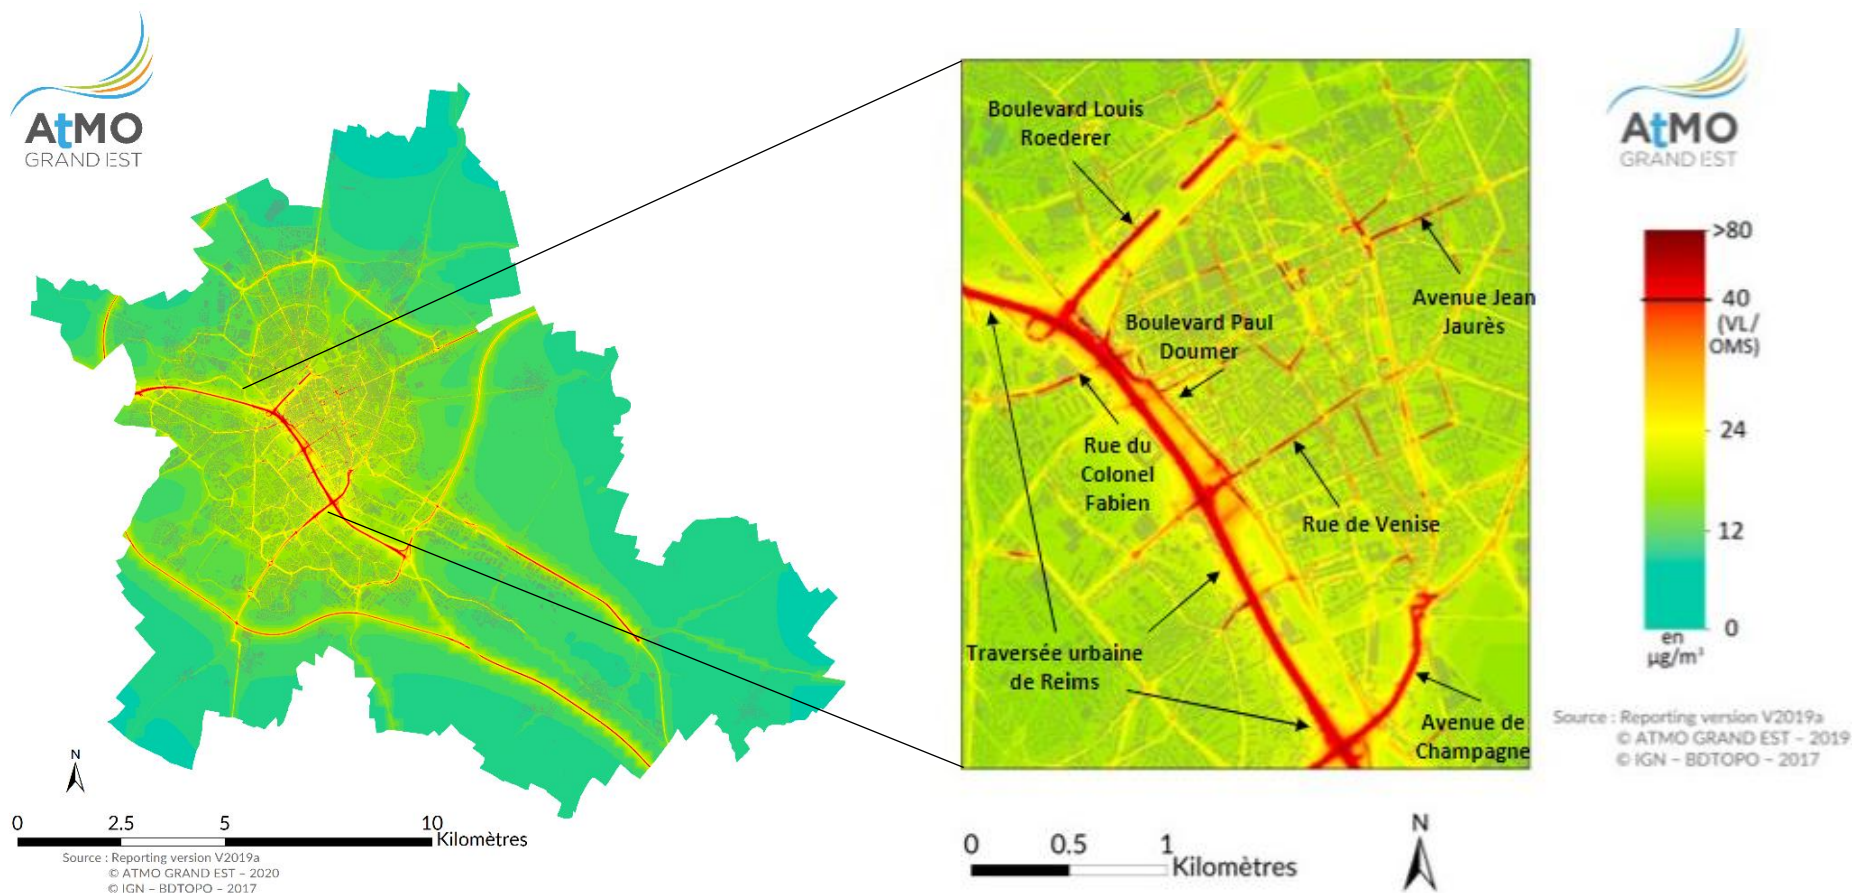 AtMO
GRAND EST
N
0 2.5 5 10
Kilomètres
Source : Reporting version V2019a
© ATMO GRAND EST – 2020
© IGN – BDTOPO – 2017
Boulevard Louis
Roederer
Avenue Jean
Jaurès
Boulevard Paul
Doumer
Rue du
Colonel
Fabien
Rue de Venise
Traversée urbaine
de Reims
Avenue de
Champagne
0 0.5 1
Kilomètres
N
AtMO
GRAND EST
>80
40
(VL/
OMS)
24
12
0
en
µg/m³
Source : Reporting version V2019a
© ATMO GRAND EST – 2019
© IGN – BDTOPO – 2017